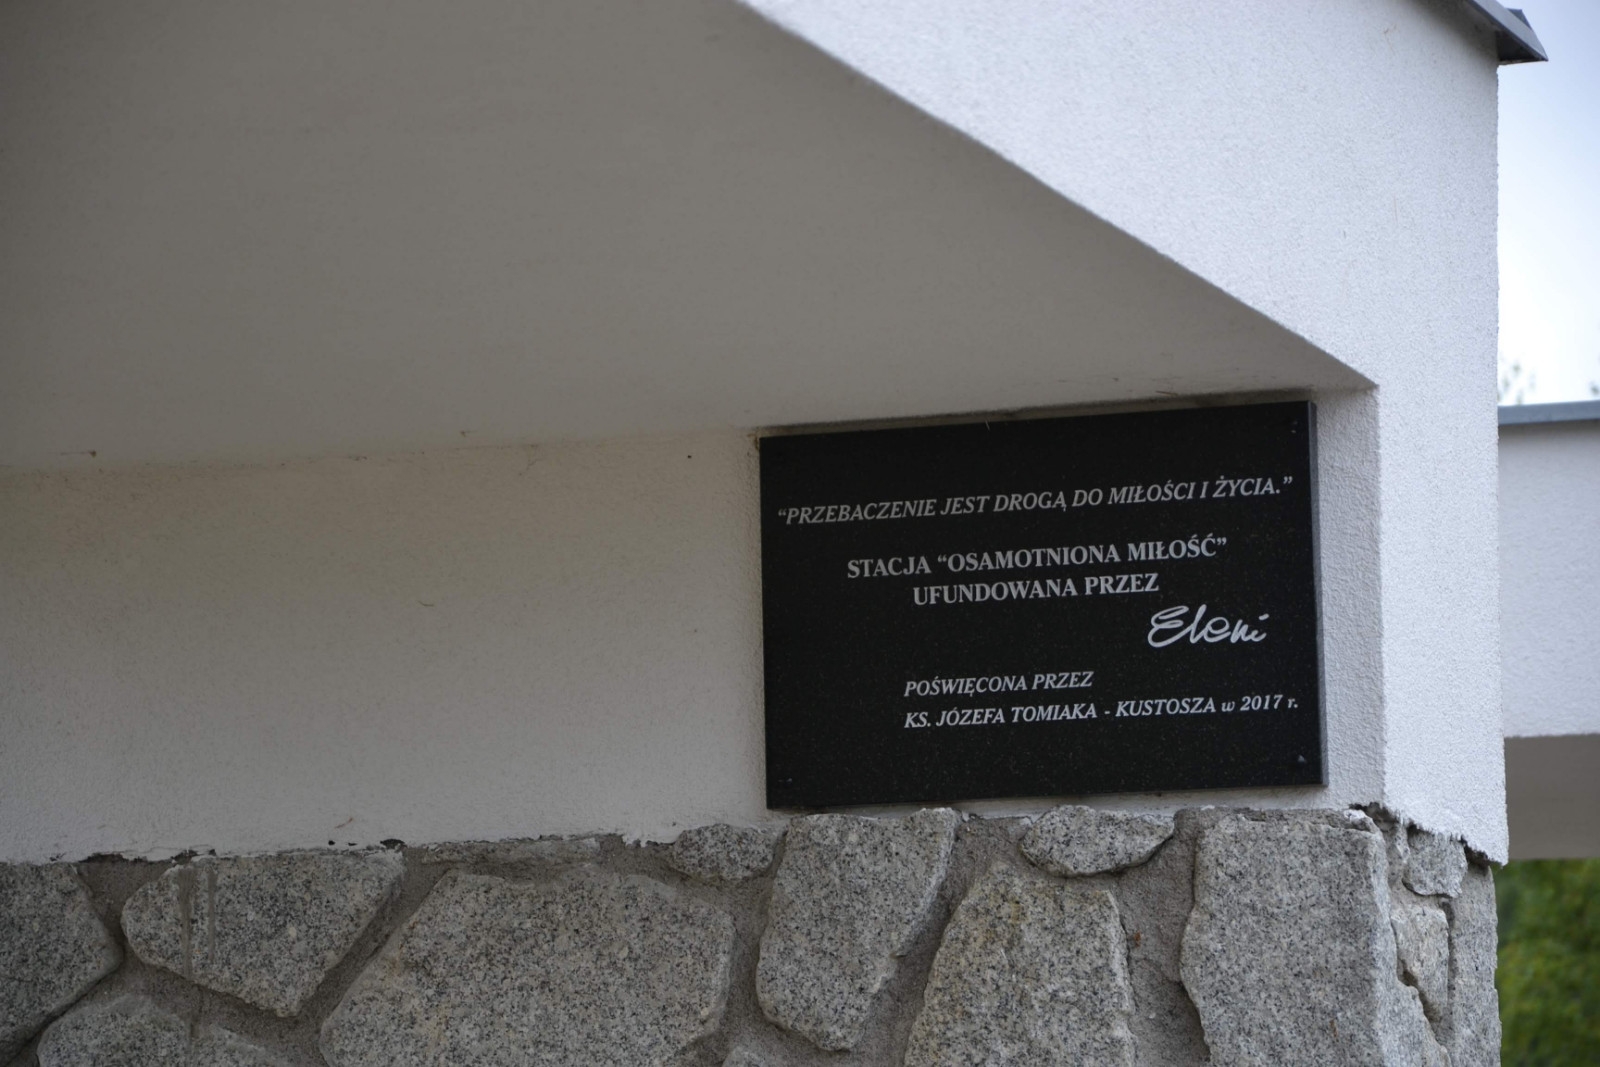 “PRZEBACZENIE JEST DROGĄ DO MIŁOŚCI I ŻYCIA.”
STACJA “OSAMOTNIONA MIŁOŚĆ”
UFUNDOWANA PRZEZ
Eleni
POŚWIĘCONA PRZEZ
KS. JÓZEFA TOMIAKA - KUSTOSZA w 2017 r.